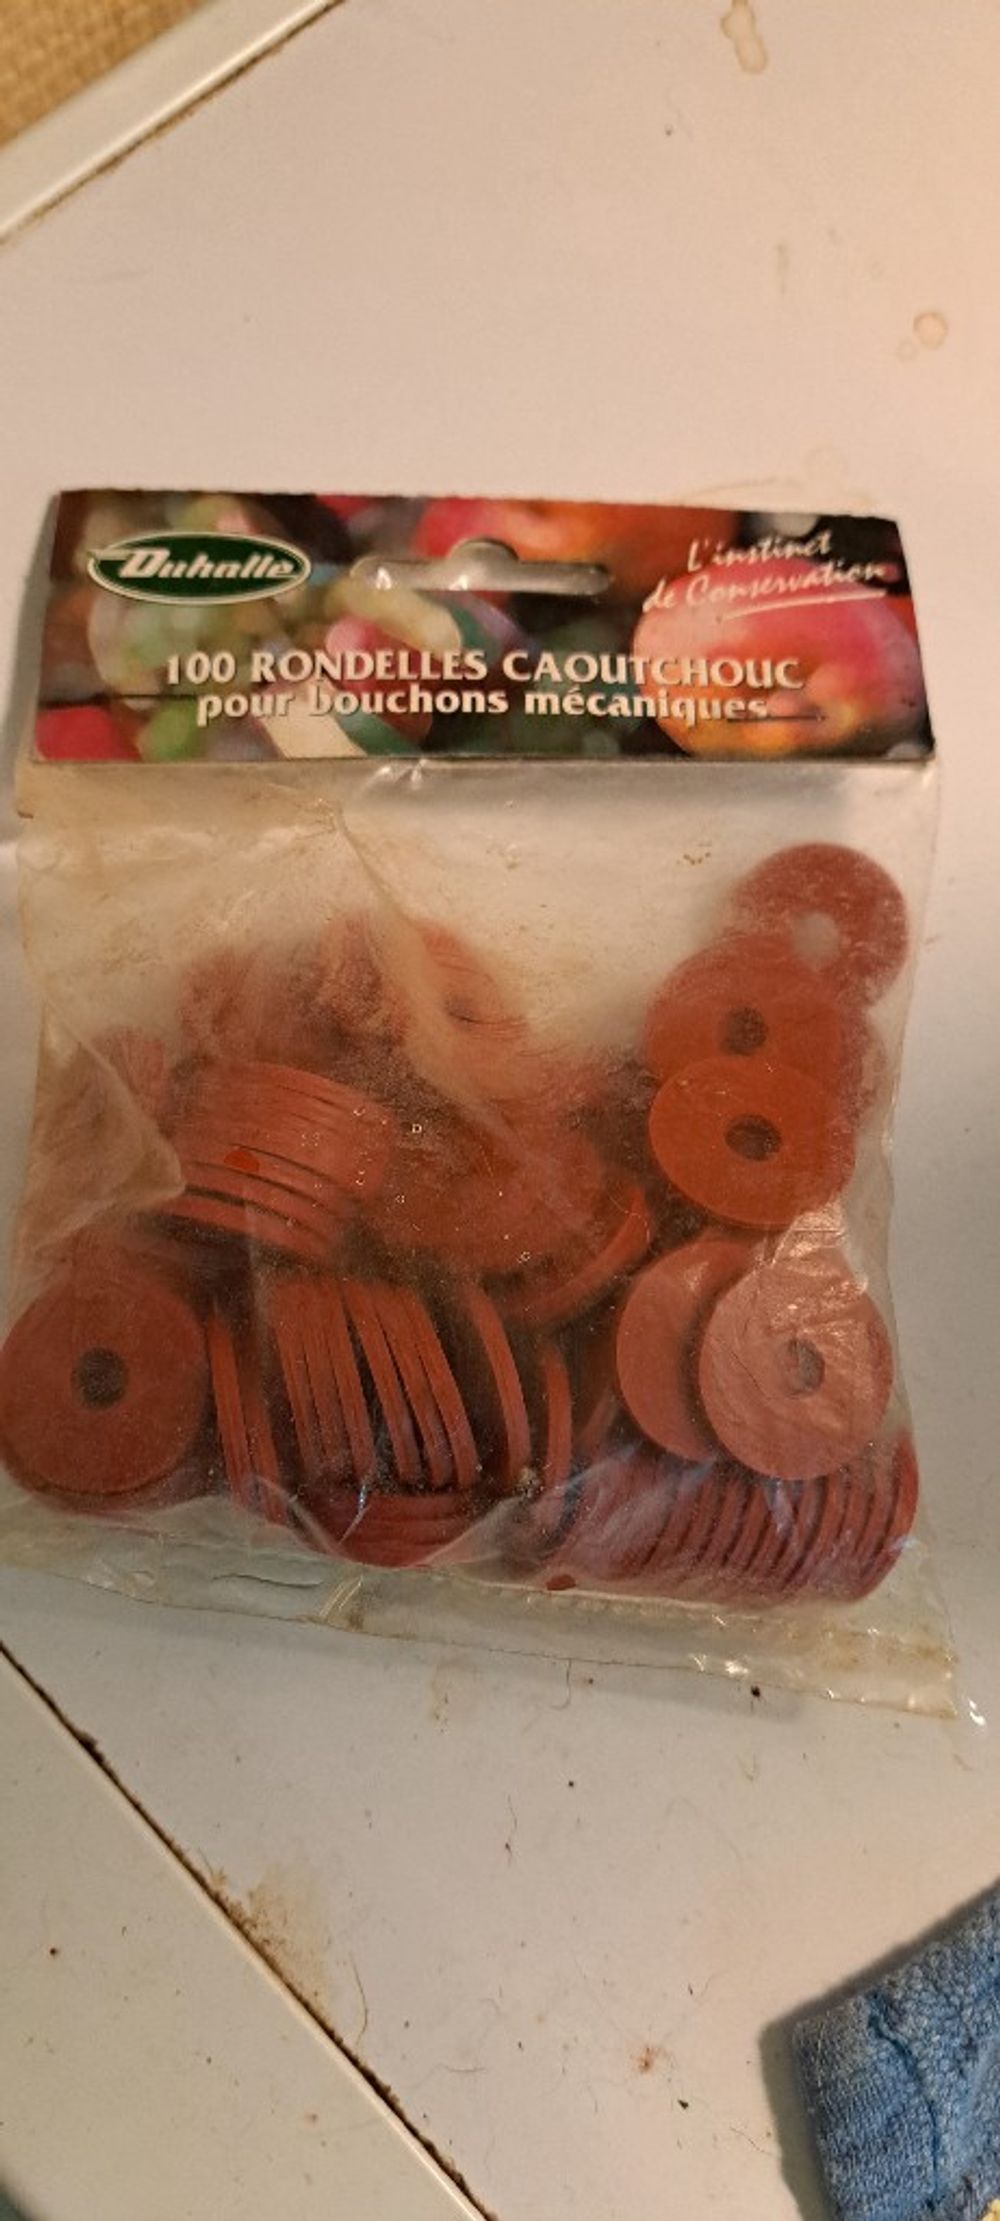 Duhalle
L'instinct
de Conservation
100 RONDELLES CAOUTCHOUC
pour bouchons mécaniques